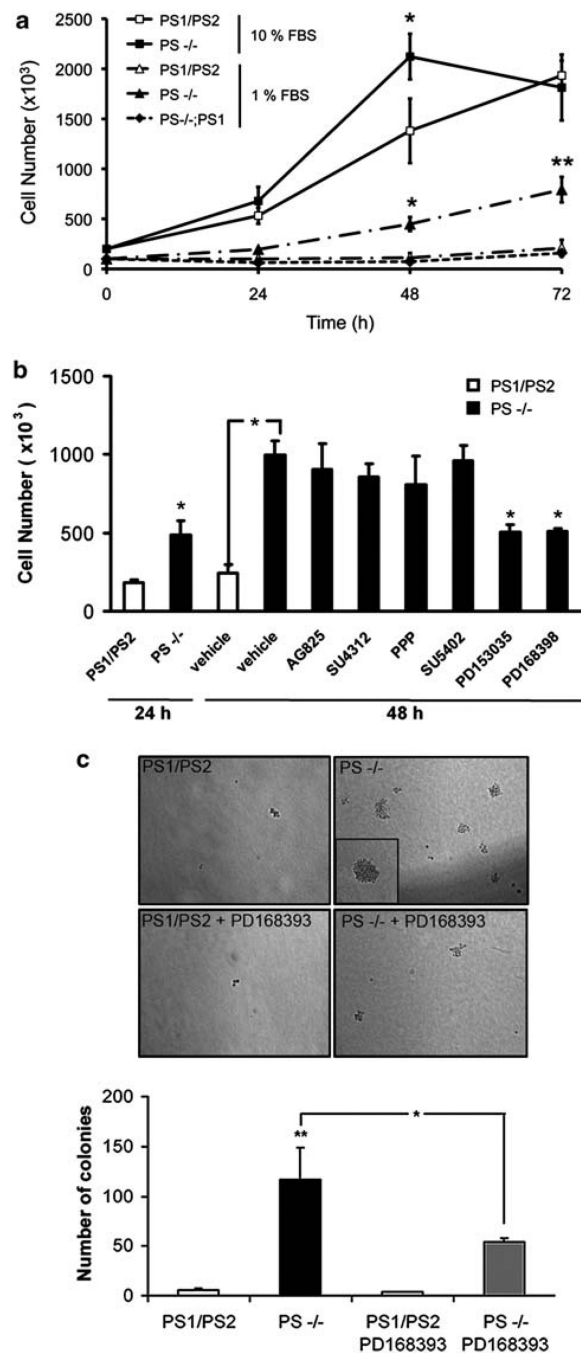 a
PS1/PS2
PS -/-
10 % FBS
PS1/PS2
PS -/-
PS-/-;PS1
1 % FBS
*
*
**
Cell Number (x10³)
2500
2000
1500
1000
500
0
0 24 48 72
Time (h)
b
PS1/PS2
PS -/-
Cell Number ( x10³)
1500
1000
500
0
*
*
*
*
PS1/PS2
PS -/-
vehicle
vehicle
AG825
SU4312
PPP
SU5402
PD153035
PD168398
24 h 48 h
c
PS1/PS2
PS -/-
PS1/PS2 + PD168393
PS -/- + PD168393
Number of colonies
200
150
100
50
0
**
*
PS1/PS2 PS -/- PS1/PS2 PS -/-
PD168393 PD168393